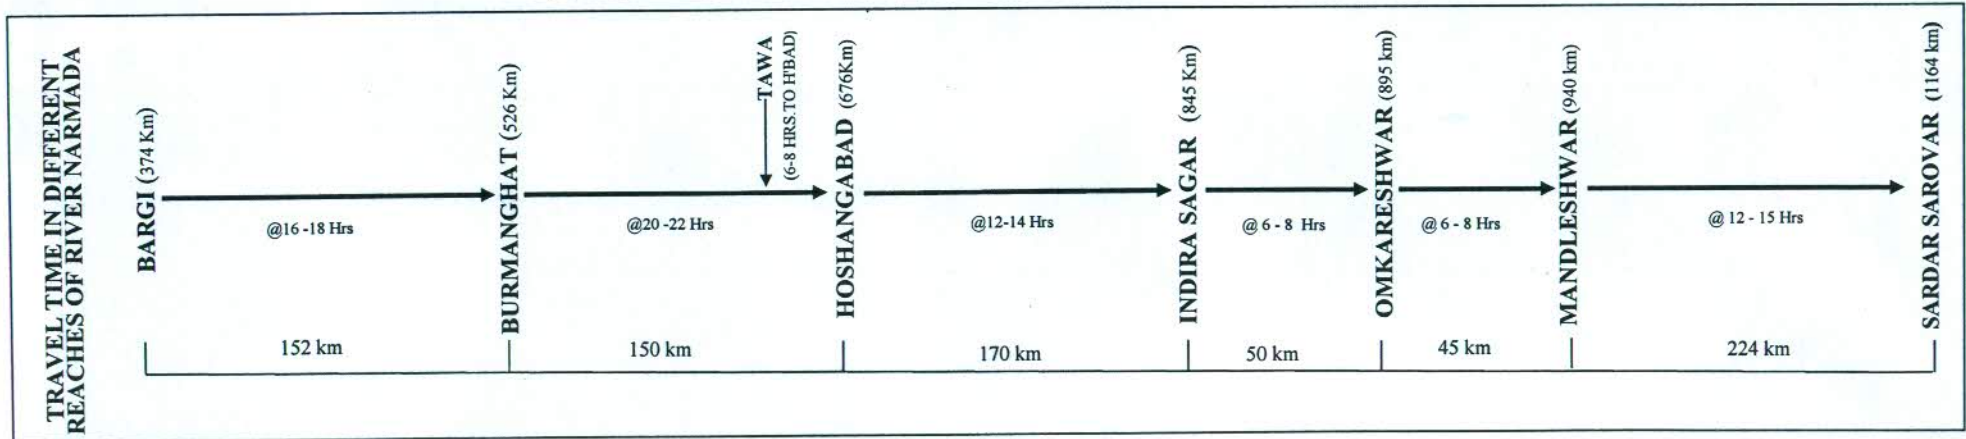 TRAVEL TIME IN DIFFERENT
REACHES OF RIVER NARMADA
BARGI (374 Km)
@16 -18 Hrs
152 km
BURMANGHAT (526 Km)
@20 -22 Hrs
150 km
TAWA
(6-8 HRS.TO H'BAD)
HOSHANGABAD (676Km)
@12-14 Hrs
170 km
INDIRA SAGAR (845 Km)
@ 6 - 8 Hrs
50 km
OMKARESHWAR (895 km)
@ 6 - 8 Hrs
45 km
MANDLESHWAR (940 km)
@ 12 - 15 Hrs
224 km
SARDAR SAROVAR (1164 km)